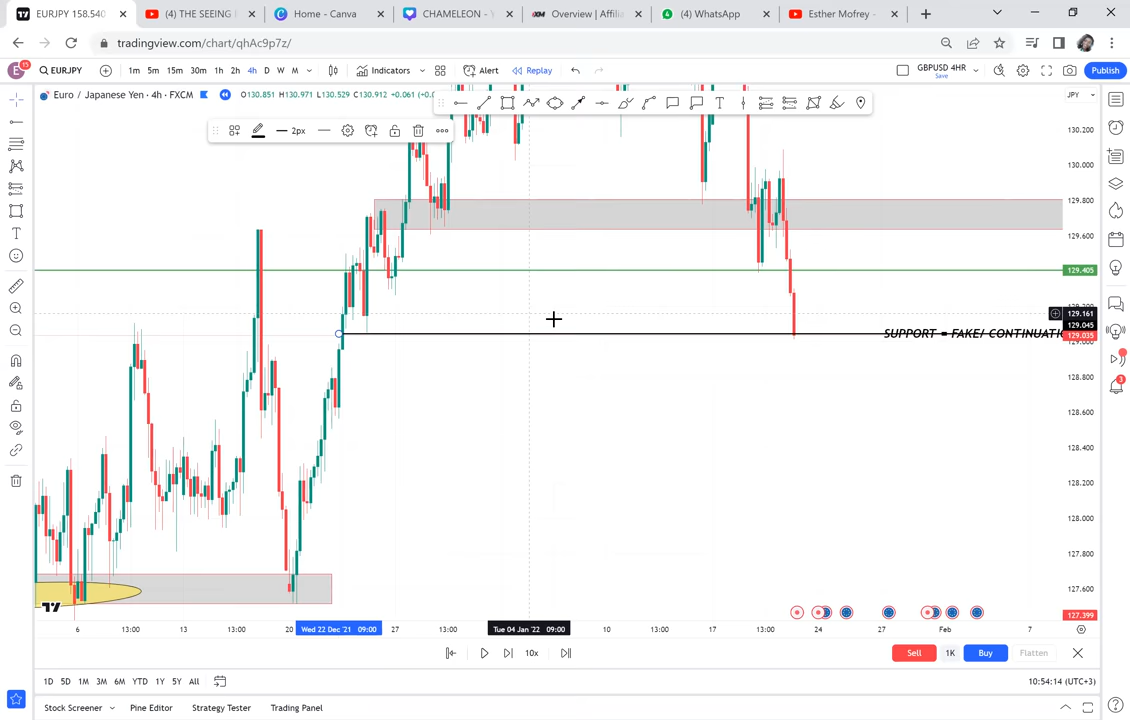 EURJPY 158.540
(4) THE SEEING
Home - Canva
CHAMELEON - Y
Overview | Affilia
(4) WhatsApp
Esther Mofrey -
tradingview.com/chart/qhAc9p7z/
E 15 EURJPY 1m 5m 15m 30m 1h 2h 4h D W M Indicators Alert Replay GBPUSD 4HR Save Publish
Euro / Japanese Yen · 4h · FXCM O130.851 H130.971 L130.529 C130.912 JPY
2px
130.200
130.000
129.800
129.600
129.405
129.161
129.045
129.035
SUPPORT = FAKE/ CONTINUATIO
128.800
128.600
128.400
128.200
128.000
127.800
127.600
127.399
6 13:00 13 13:00 20 Wed 22 Dec '21 09:00 27 13:00 Tue 04 Jan '22 09:00 10 13:00 17 13:00 24 27 Feb 7
10x Sell 1K Buy Flatten
1D 5D 1M 3M 6M YTD 1Y 5Y All 10:54:14 (UTC+3)
Stock Screener Pine Editor Strategy Tester Trading Panel